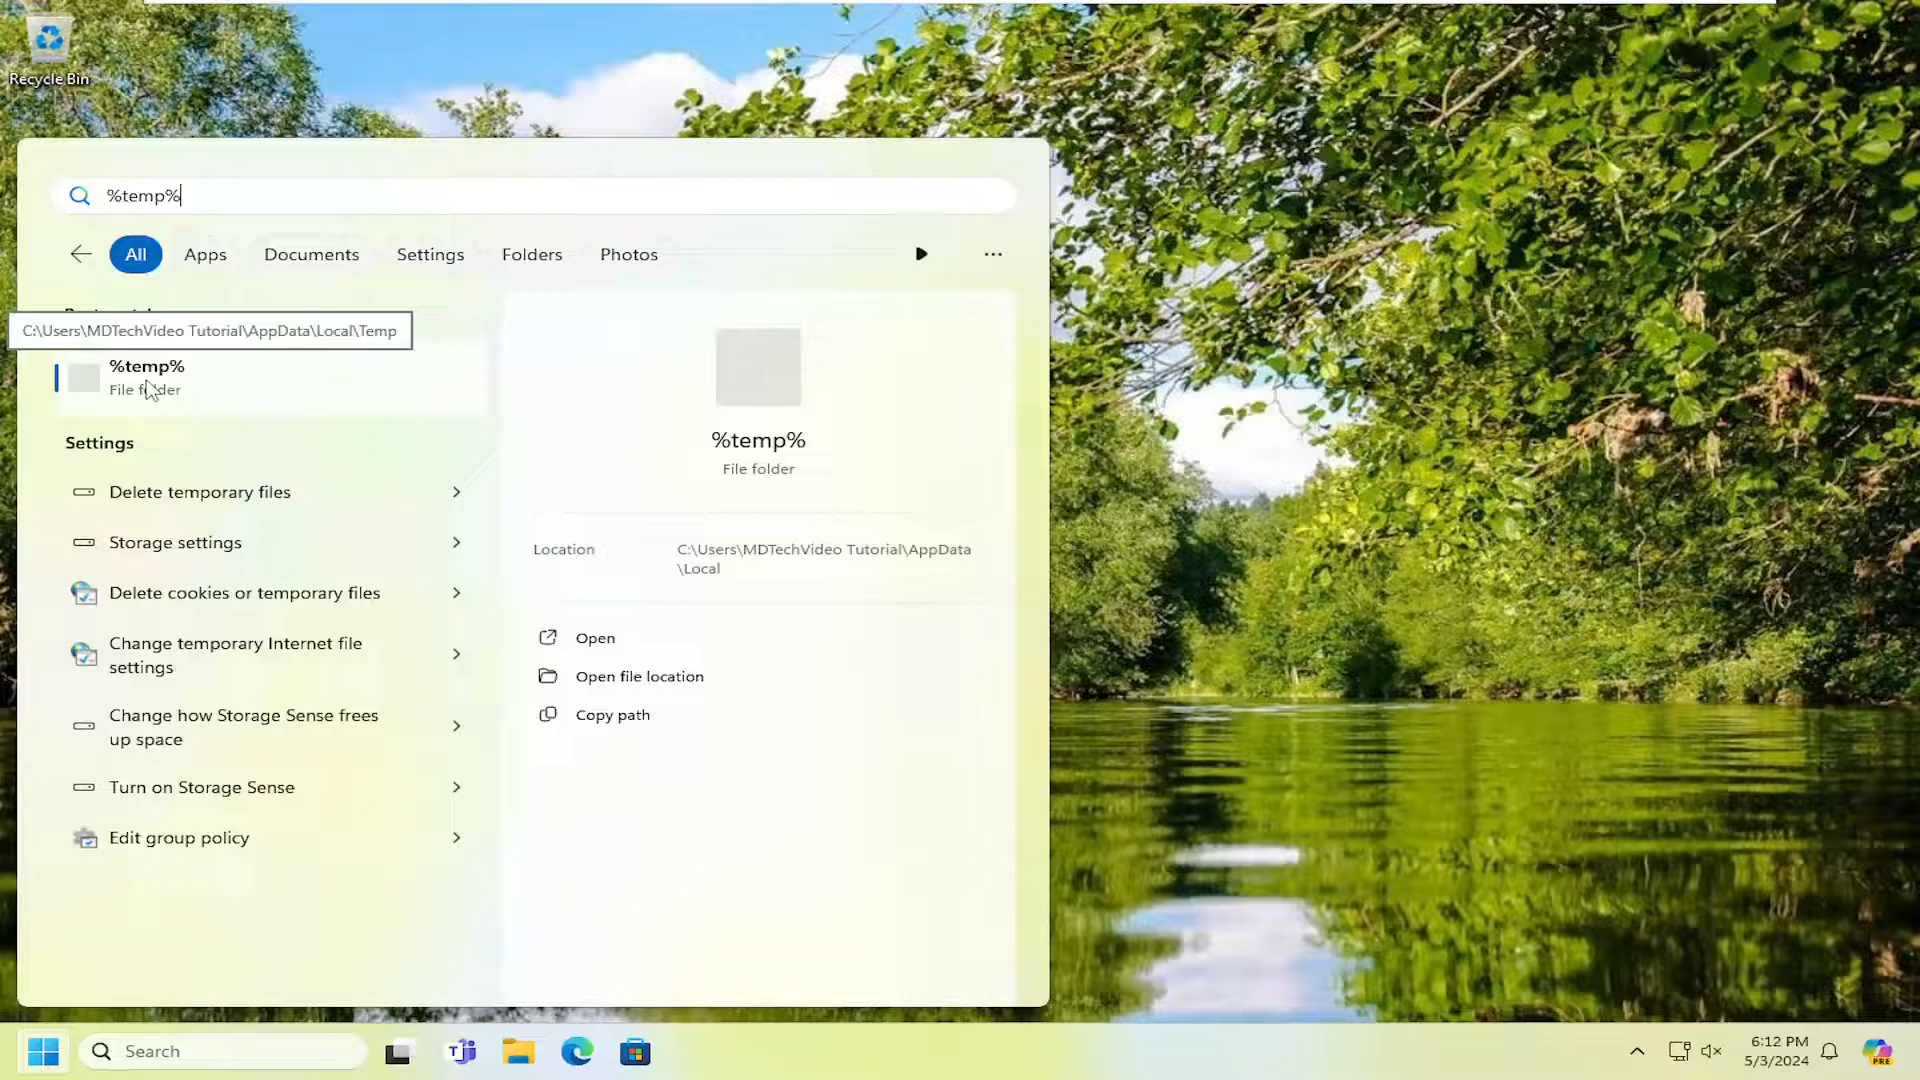 Recycle Bin
%temp%
All
Apps
Documents
Settings
Folders
Photos
C:\Users\MDTechVideo Tutorial\AppData\Local\Temp
%temp%
File folder
Settings
Delete temporary files
Storage settings
Delete cookies or temporary files
Change temporary Internet file
settings
Change how Storage Sense frees
up space
Turn on Storage Sense
Edit group policy
%temp%
File folder
Location
C:\Users\MDTechVideo Tutorial\AppData
\Local
Open
Open file location
Copy path
Search
6:12 PM
5/3/2024
PRE